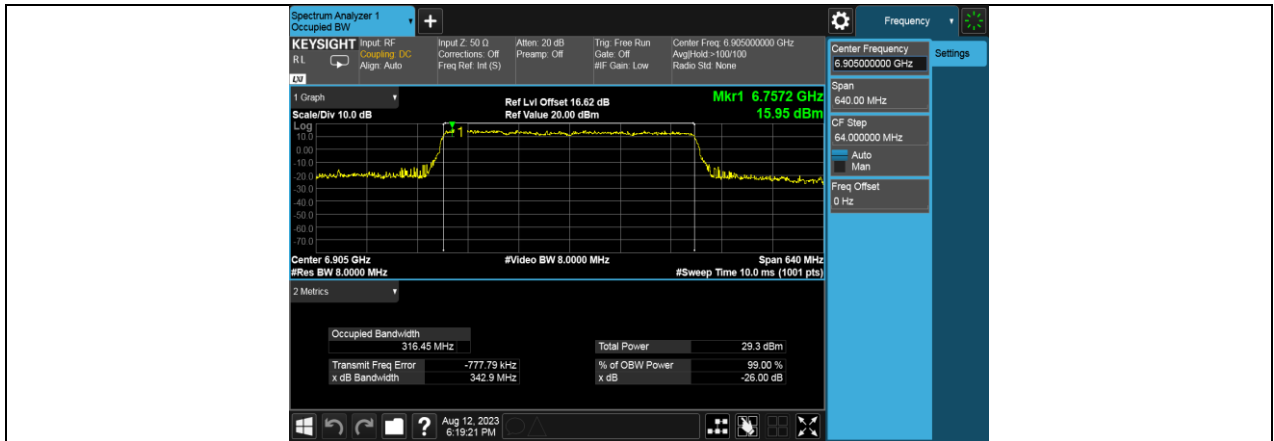 Spectrum Analyzer 1
Occupied BW
+
Frequency
KEYSIGHT
R L
LXI
Input: RF
Coupling: DC
Align: Auto
Input Z: 50 Ω
Corrections: Off
Freq Ref: Int (S)
Atten: 20 dB
Preamp: Off
Trig: Free Run
Gate: Off
#IF Gain: Low
Center Freq: 6.905000000 GHz
Avg|Hold:>100/100
Radio Std: None
1 Graph
Scale/Div 10.0 dB
Ref Lvl Offset 16.62 dB
Ref Value 20.00 dBm
Mkr1 6.7572 GHz
15.95 dBm
Log
10.0
0.00
-10.0
-20.0
-30.0
-40.0
-50.0
-60.0
-70.0
1
Center 6.905 GHz
#Res BW 8.0000 MHz
#Video BW 8.0000 MHz
Span 640 MHz
#Sweep Time 10.0 ms (1001 pts)
2 Metrics
Occupied Bandwidth
316.45 MHz
Transmit Freq Error -777.79 kHz
x dB Bandwidth 342.9 MHz
Total Power 29.3 dBm
% of OBW Power 99.00 %
x dB -26.00 dB
Center Frequency
6.905000000 GHz
Settings
Span
640.00 MHz
CF Step
64.000000 MHz
Auto
Man
Freq Offset
0 Hz
?
Aug 12, 2023
6:19:21 PM